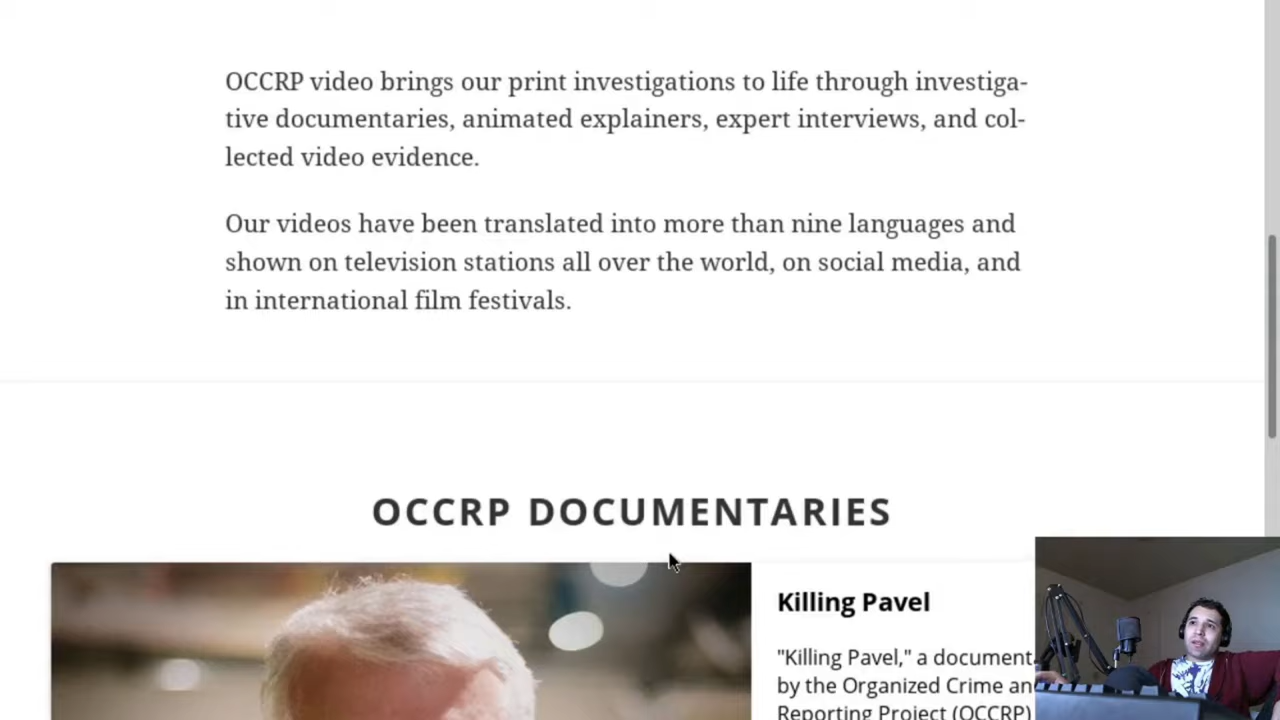 OCCRP video brings our print investigations to life through investiga-
tive documentaries, animated explainers, expert interviews, and col-
lected video evidence.
Our videos have been translated into more than nine languages and
shown on television stations all over the world, on social media, and
in international film festivals.
OCCRP DOCUMENTARIES
Killing Pavel
"Killing Pavel," a document
by the Organized Crime an
Reporting Project (OCCRP)